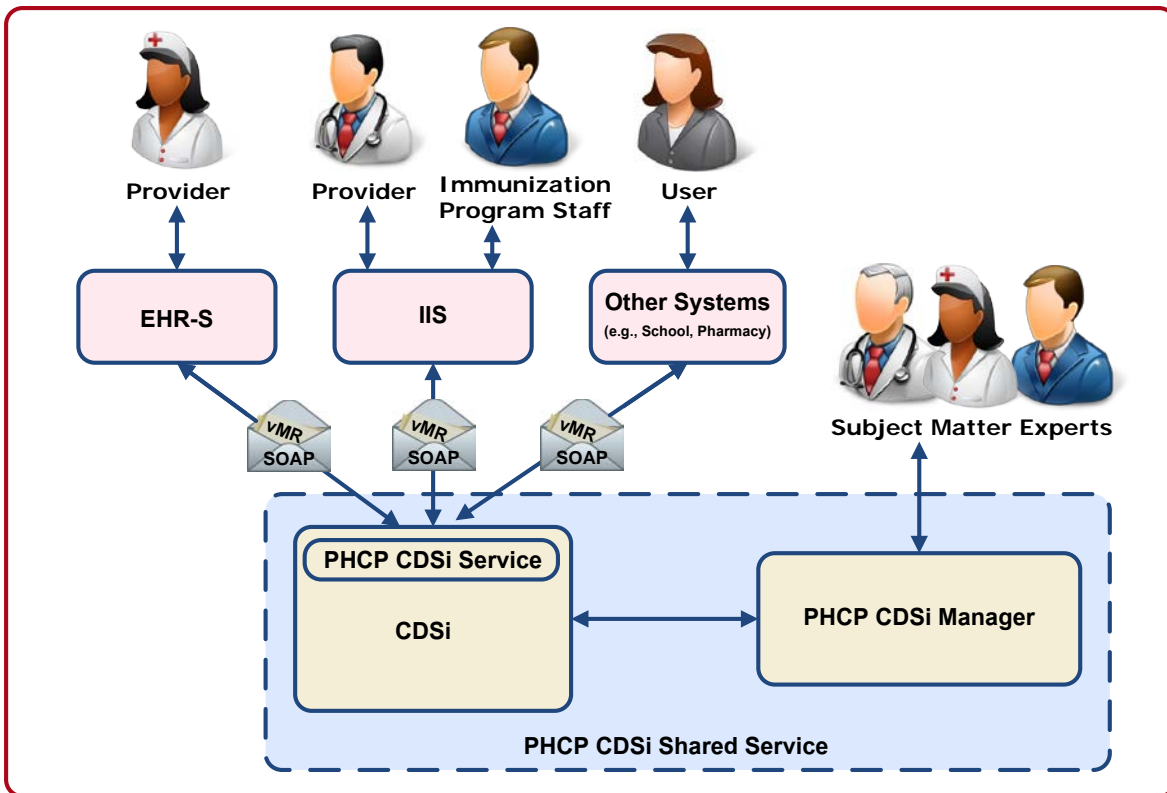 Provider
Provider
Immunization
Program Staff
User
EHR-S
IIS
Other Systems
(e.g., School, Pharmacy)
Subject Matter Experts
vMR
SOAP
vMR
SOAP
vMR
SOAP
PHCP CDSi Service
CDSi
PHCP CDSi Manager
PHCP CDSi Shared Service